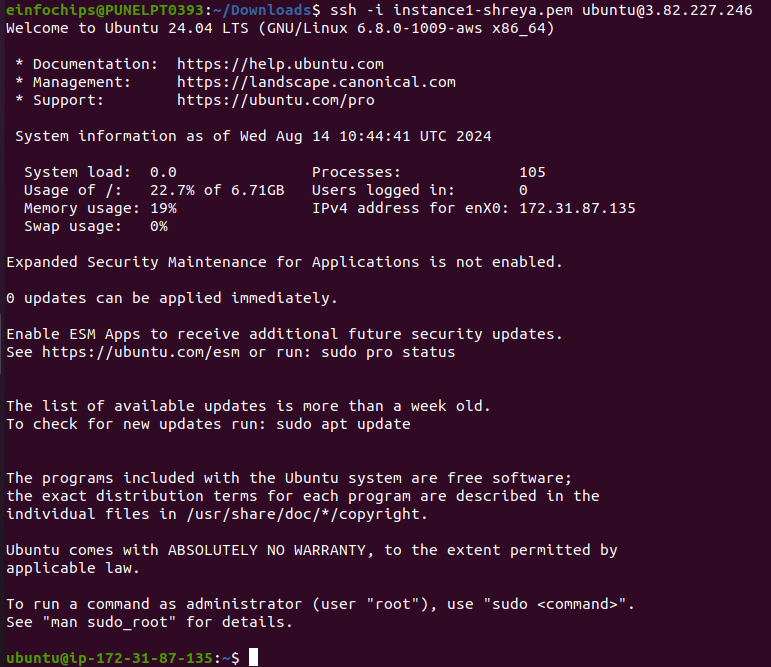 einfochips@PUNELPT0393:~/Downloads$ ssh -i instance1-shreya.pem ubuntu@3.82.227.246
Welcome to Ubuntu 24.04 LTS (GNU/Linux 6.8.0-1009-aws x86_64)
 * Documentation:  https://help.ubuntu.com
 * Management:     https://landscape.canonical.com
 * Support:        https://ubuntu.com/pro
 System information as of Wed Aug 14 10:44:41 UTC 2024
  System load:  0.0               Processes:             105
  Usage of /:   22.7% of 6.71GB   Users logged in:       0
  Memory usage: 19%               IPv4 address for enX0: 172.31.87.135
  Swap usage:   0%
Expanded Security Maintenance for Applications is not enabled.
0 updates can be applied immediately.
Enable ESM Apps to receive additional future security updates.
See https://ubuntu.com/esm or run: sudo pro status
The list of available updates is more than a week old.
To check for new updates run: sudo apt update
The programs included with the Ubuntu system are free software;
the exact distribution terms for each program are described in the
individual files in /usr/share/doc/*/copyright.
Ubuntu comes with ABSOLUTELY NO WARRANTY, to the extent permitted by
applicable law.
To run a command as administrator (user "root"), use "sudo <command>".
See "man sudo_root" for details.
ubuntu@ip-172-31-87-135:~$